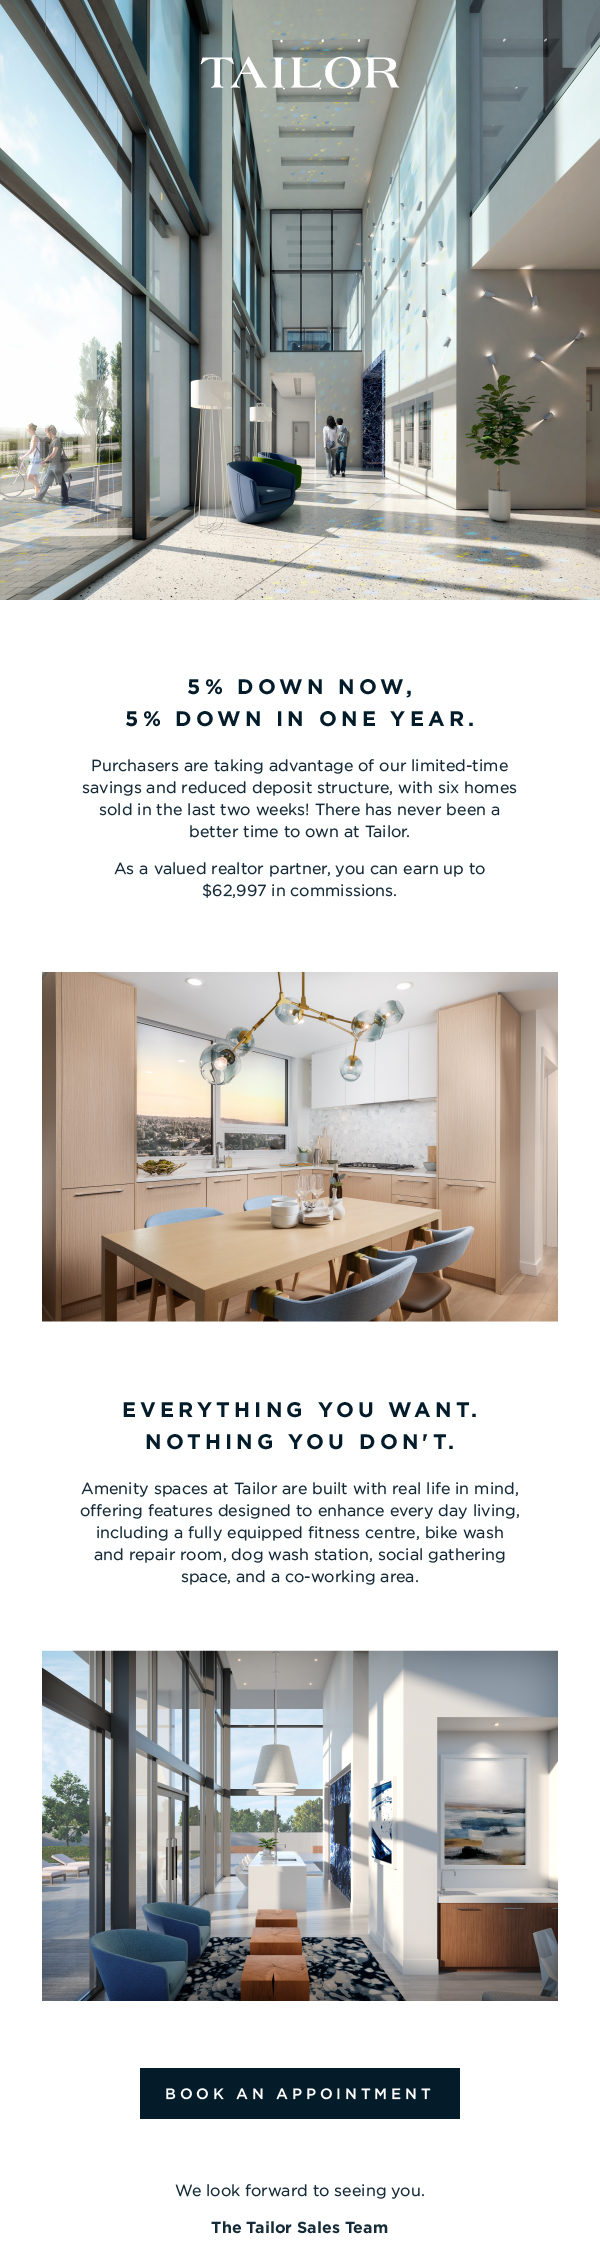 TAILOR
5% DOWN NOW,
5% DOWN IN ONE YEAR.
Purchasers are taking advantage of our limited-time
savings and reduced deposit structure, with six homes
sold in the last two weeks! There has never been a
better time to own at Tailor.
As a valued realtor partner, you can earn up to
$62,997 in commissions.
EVERYTHING YOU WANT.
NOTHING YOU DON'T.
Amenity spaces at Tailor are built with real life in mind,
offering features designed to enhance every day living,
including a fully equipped fitness centre, bike wash
and repair room, dog wash station, social gathering
space, and a co-working area.
BOOK AN APPOINTMENT
We look forward to seeing you.
The Tailor Sales Team